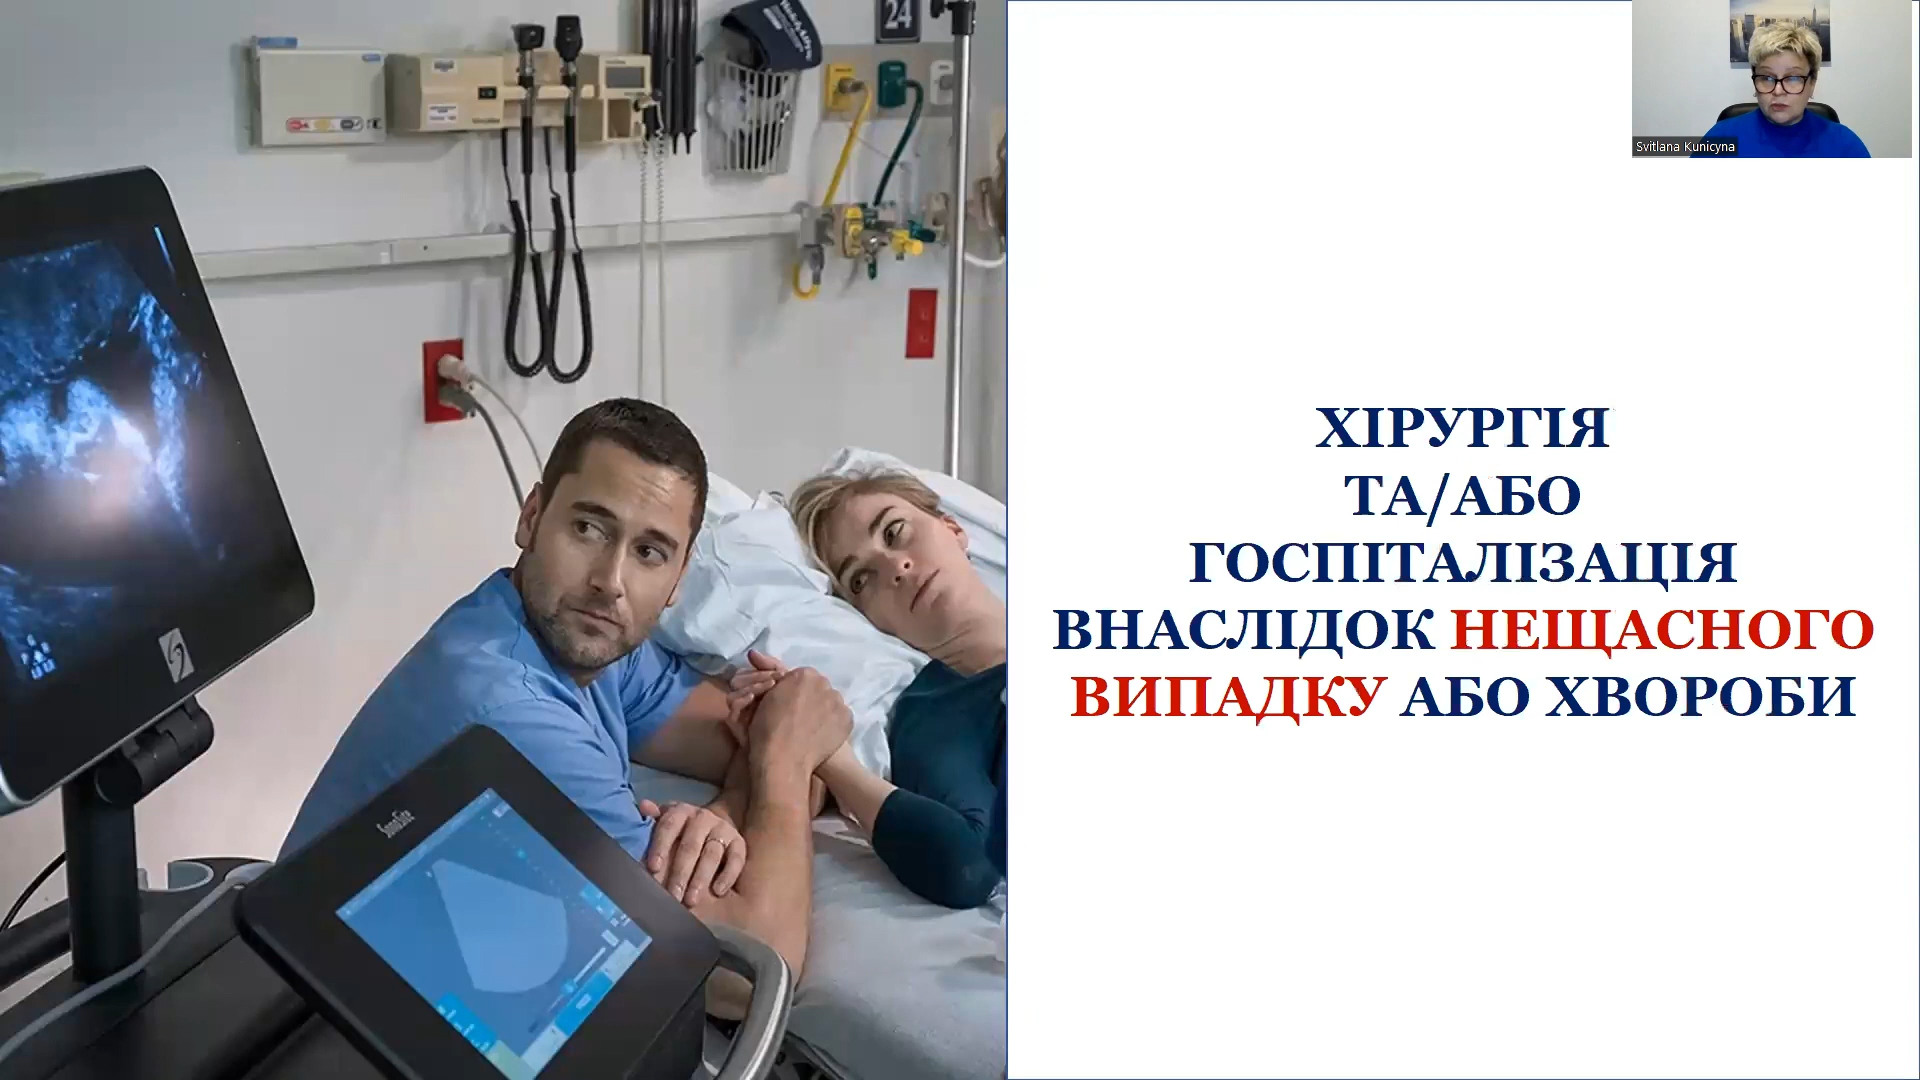 24
Svitlana Kunicyna
ХІРУРГІЯ
ТА/АБО
ГОСПІТАЛІЗАЦІЯ
ВНАСЛІДОК НЕЩАСНОГО
ВИПАДКУ АБО ХВОРОБИ
SonoSite